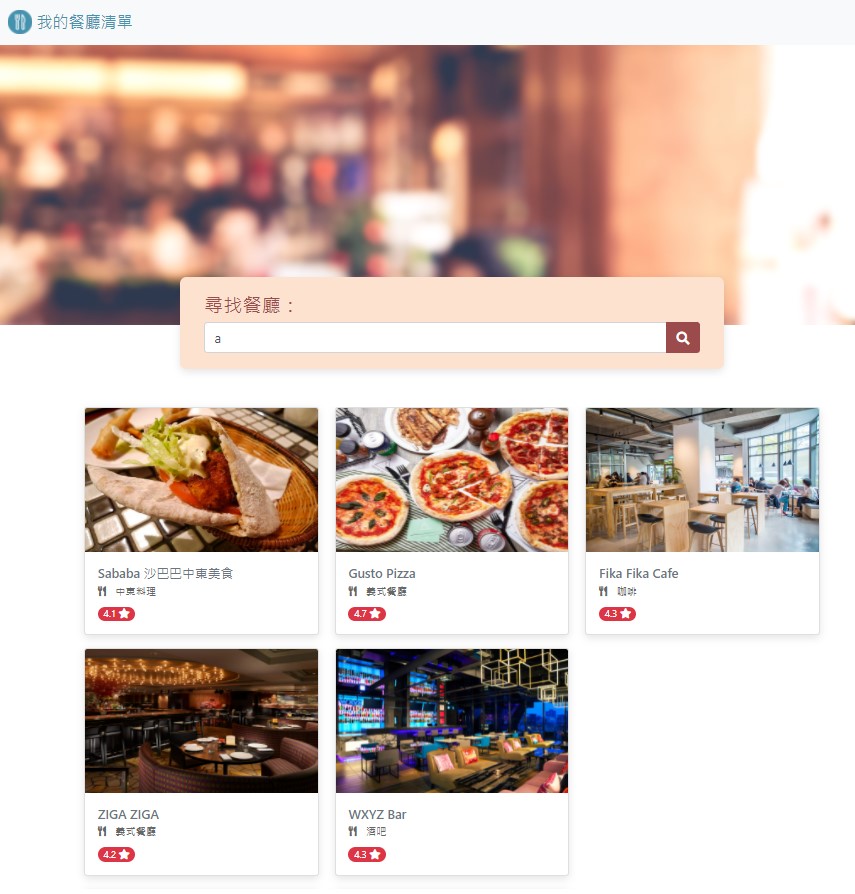 我的餐廳清單
尋找餐廳：
a
Sababa 沙巴巴中東美食
中東料理
4.1
Gusto Pizza
義式餐廳
4.7
Fika Fika Cafe
咖啡
4.3
ZIGA ZIGA
義式餐廳
4.2
WXYZ Bar
酒吧
4.3